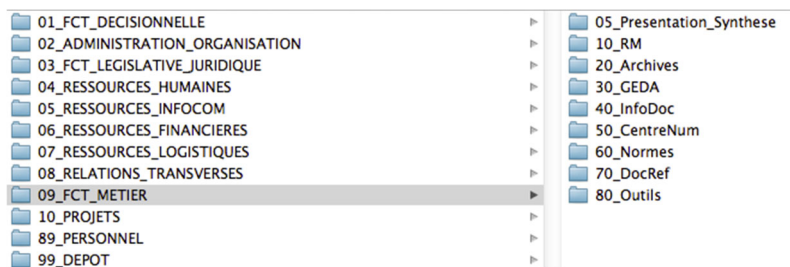 01_FCT_DECISIONNELLE
02_ADMINISTRATION_ORGANISATION
03_FCT_LEGISLATIVE_JURIDIQUE
04_RESSOURCES_HUMAINES
05_RESSOURCES_INFOCOM
06_RESSOURCES_FINANCIERES
07_RESSOURCES_LOGISTIQUES
08_RELATIONS_TRANSVERSES
09_FCT_METIER
10_PROJETS
89_PERSONNEL
99_DEPOT
05_Presentation_Synthese
10_RM
20_Archives
30_GEDA
40_InfoDoc
50_CentreNum
60_Normes
70_DocRef
80_Outils